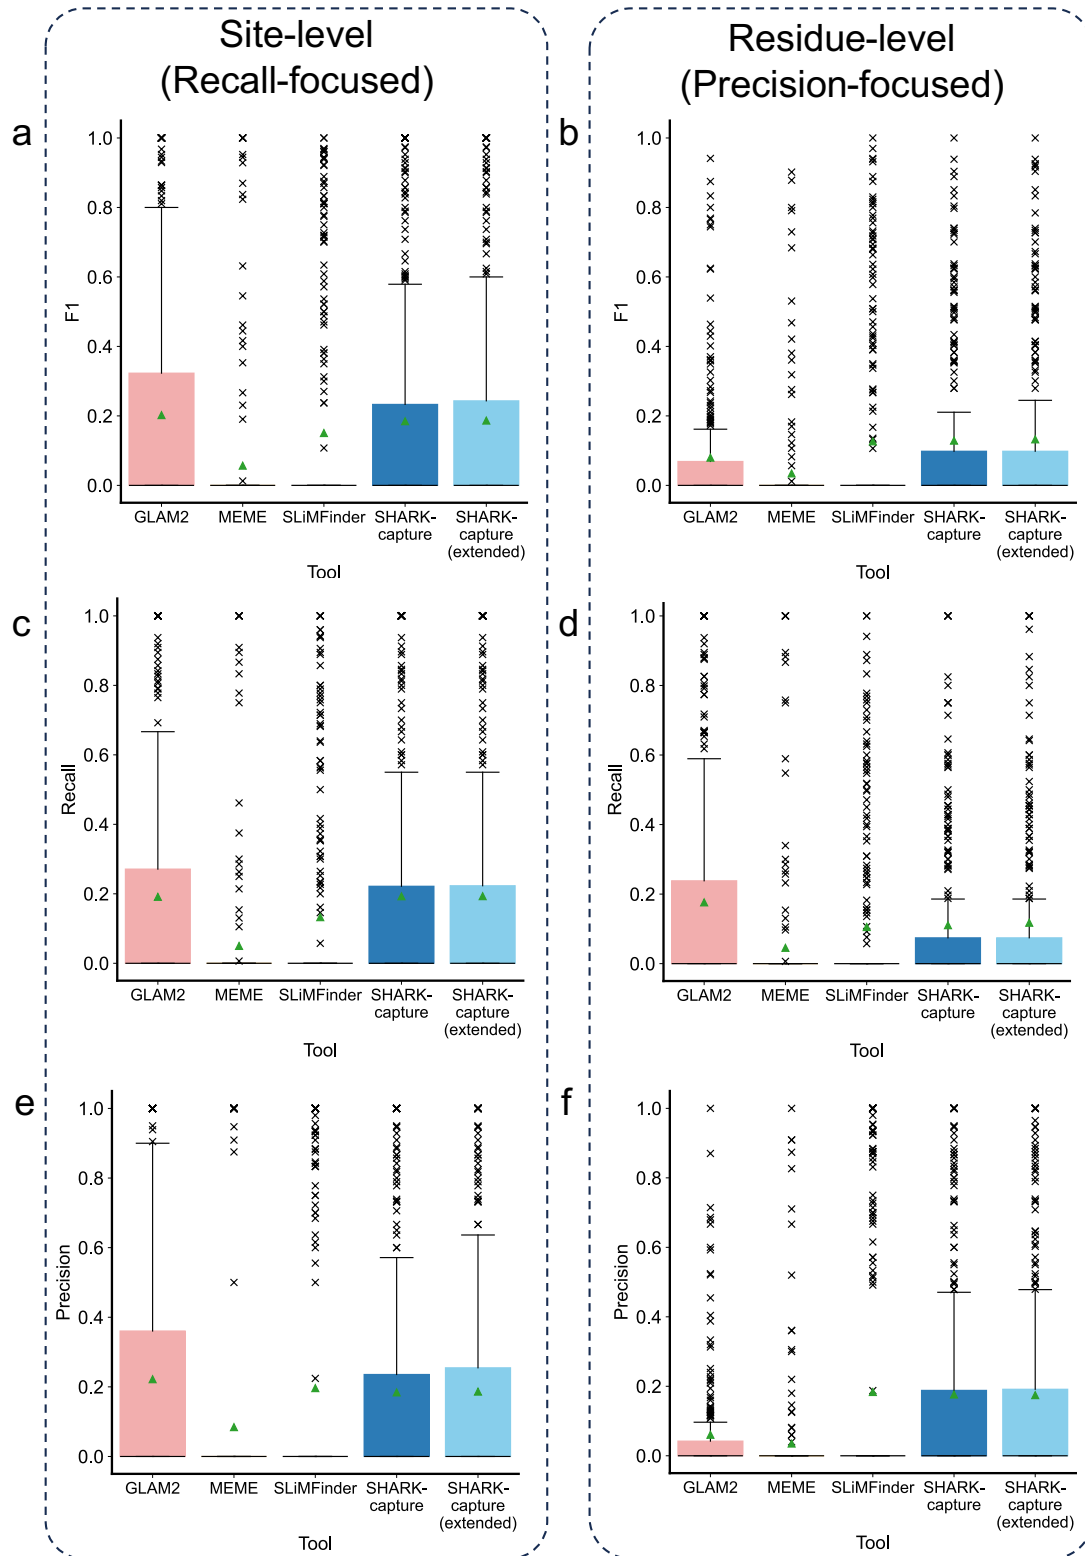 Site-level
(Recall-focused)
Residue-level
(Precision-focused)
a
F1
1.0
0.8
0.6
0.4
0.2
0.0
GLAM2 MEME SLiMFinder SHARK- SHARK-
capture capture
(extended)
Tool
b
F1
1.0
0.8
0.6
0.4
0.2
0.0
GLAM2 MEME SLiMFinder SHARK- SHARK-
capture capture
(extended)
Tool
c
Recall
1.0
0.8
0.6
0.4
0.2
0.0
GLAM2 MEME SLiMFinder SHARK- SHARK-
capture capture
(extended)
Tool
d
Recall
1.0
0.8
0.6
0.4
0.2
0.0
GLAM2 MEME SLiMFinder SHARK- SHARK-
capture capture
(extended)
Tool
e
Precision
1.0
0.8
0.6
0.4
0.2
0.0
GLAM2 MEME SLiMFinder SHARK- SHARK-
capture capture
(extended)
Tool
f
Precision
1.0
0.8
0.6
0.4
0.2
0.0
GLAM2 MEME SLiMFinder SHARK- SHARK-
capture capture
(extended)
Tool